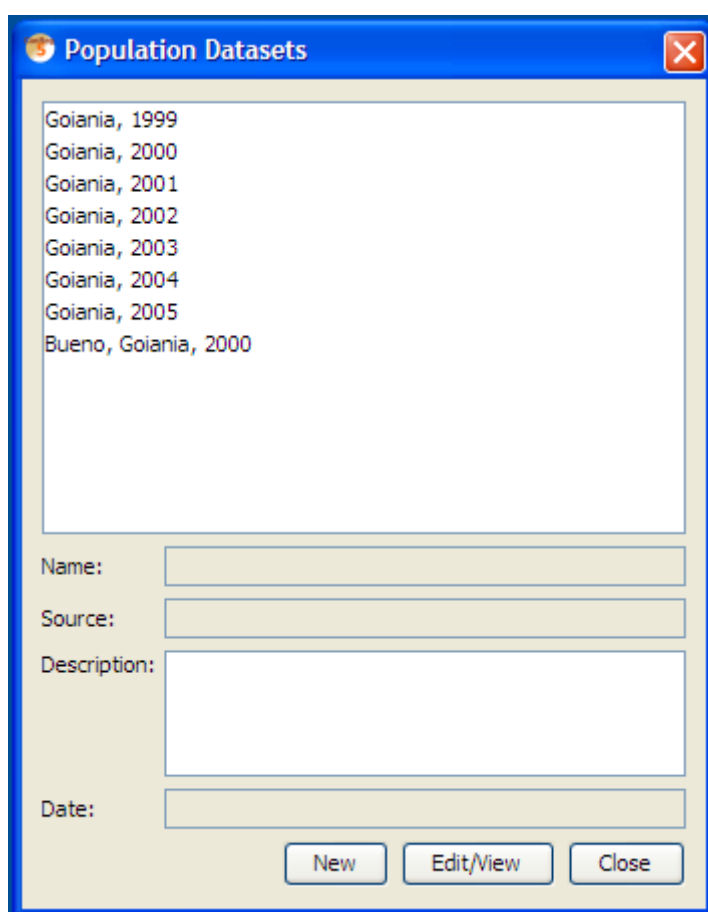 Population Datasets
Goiania, 1999
Goiania, 2000
Goiania, 2001
Goiania, 2002
Goiania, 2003
Goiania, 2004
Goiania, 2005
Bueno, Goiania, 2000
Name:
Source:
Description:
Date:
New Edit/View Close